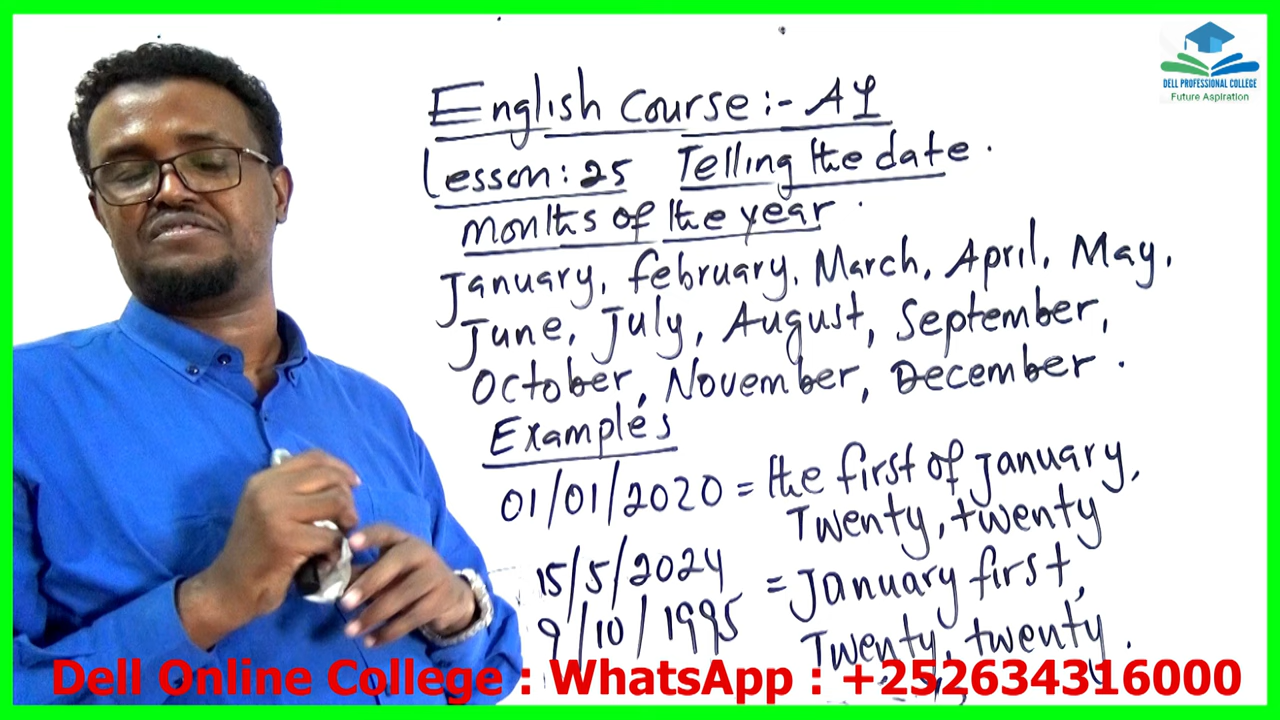 DELL PROFESSIONAL COLLEGE
Future Aspiration
English Course:- A1
Lesson: 25 Telling the date.
months of the year.
January, february. March, April. May.
June, July, August, September,
October, November, December.
Examples
01/01/2020 = the first of January,
Twenty, twenty
15/5/2024 = January first,
9/10/1995 Twenty, twenty.
Dell Online College : WhatsApp : +252634316000